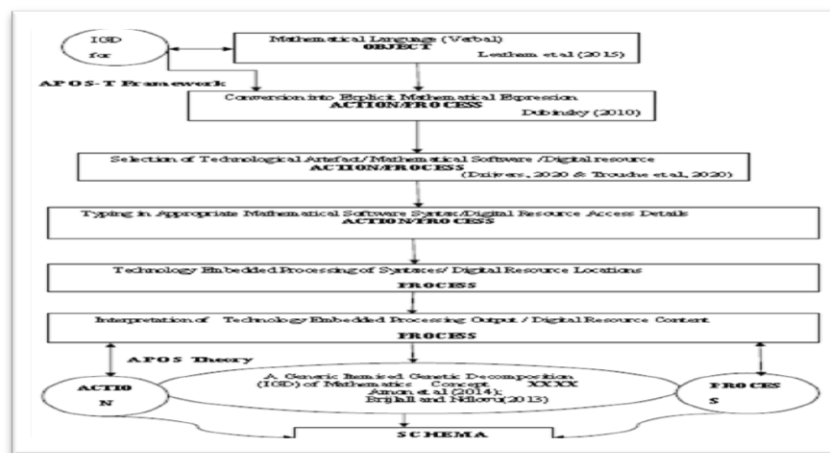 IGD
for
Mathematical Language (Verbal)
OBJECT
Leatham et al (2015)
APOS-T Framework
Conversion into Explicit Mathematical Expression
ACTION/PROCESS
Dubinsky (2010)
Selection of Technological Artefact/ Mathematical Software /Digital resource
ACTION/PROCESS
(Drijvers, 2020 & Trouche et al, 2020)
Typing in Appropriate Mathematical Software Syntax/Digital Resource Access Details
ACTION/PROCESS
Technology Embedded Processing of Syntaxes/ Digital Resource Locations
PROCESS
Interpretation of Technology Embedded Processing Output / Digital Resource Content
PROCESS
APOS Theory
ACTIO
N
A Generic Itemised Genetic Decomposition
(IGD) of Mathematics Concept XXXX
et al (2014);
Brijlall and Ndlovu(2013)
PROCES
S
SCHEMA